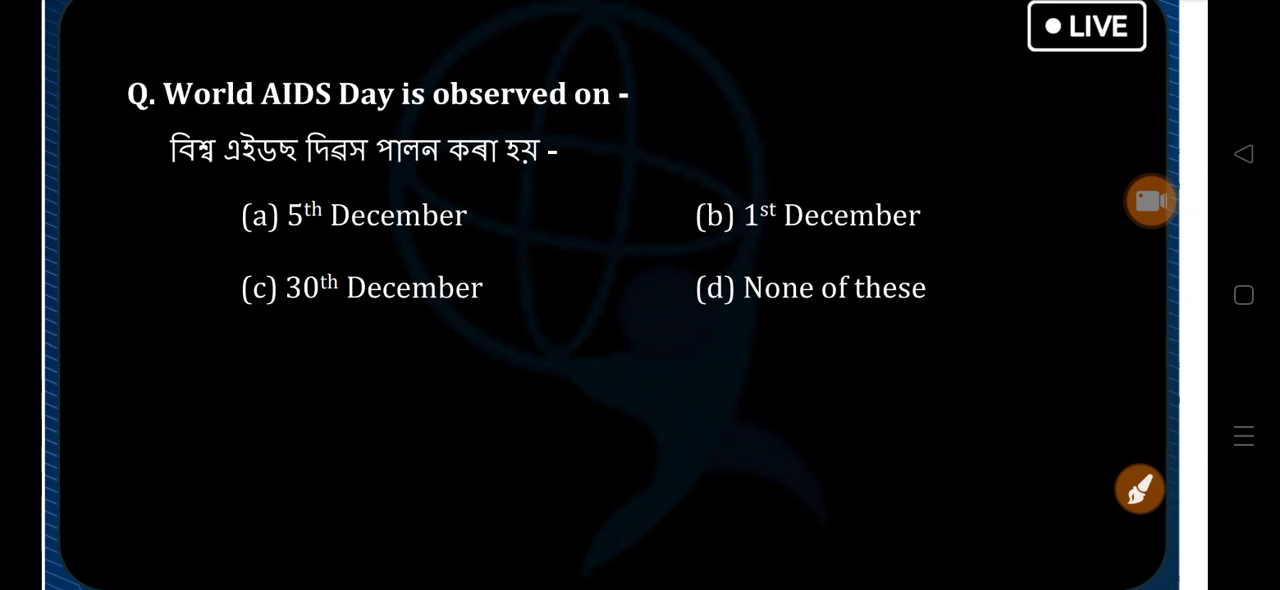 ● LIVE
Q. World AIDS Day is observed on -
বিশ্ব এইডছ দিৱস পালন কৰা হয় -
(a) 5th December (b) 1st December
(c) 30th December (d) None of these